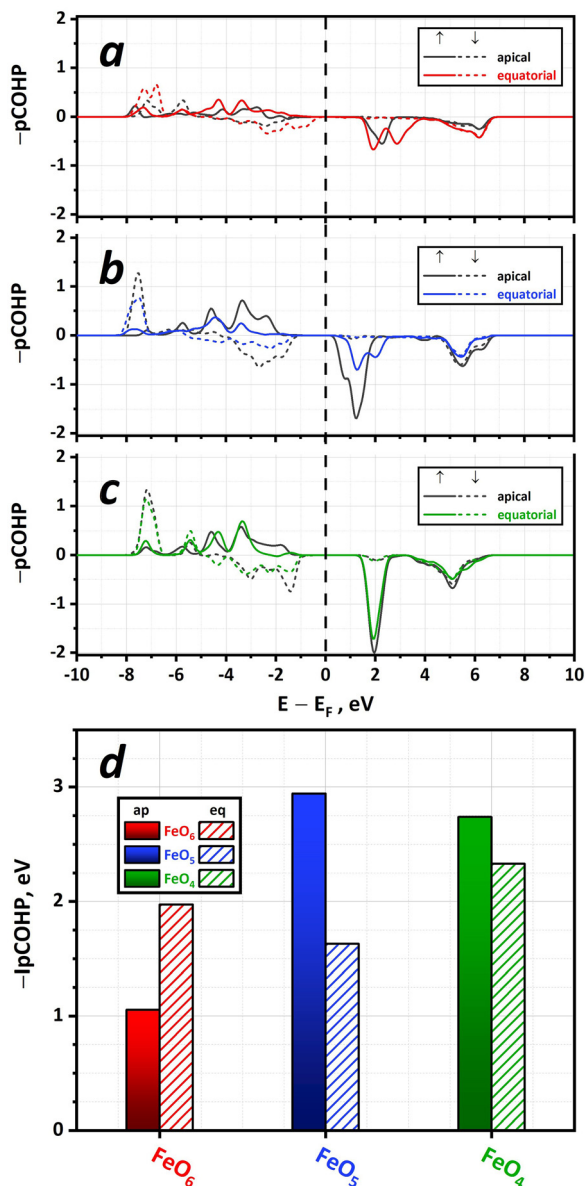 a
↑ ↓
apical
equatorial
−pCOHP
2
1
0
-1
-2
b
↑ ↓
apical
equatorial
−pCOHP
2
1
0
-1
-2
c
↑ ↓
apical
equatorial
−pCOHP
2
1
0
-1
-2
-10 -8 -6 -4 -2 0 2 4 6 8 10
E − E_F , eV
d
ap eq
FeO₆
FeO₅
FeO₄
−IpCOHP, eV
3
2
1
0
FeO₆ FeO₅ FeO₄